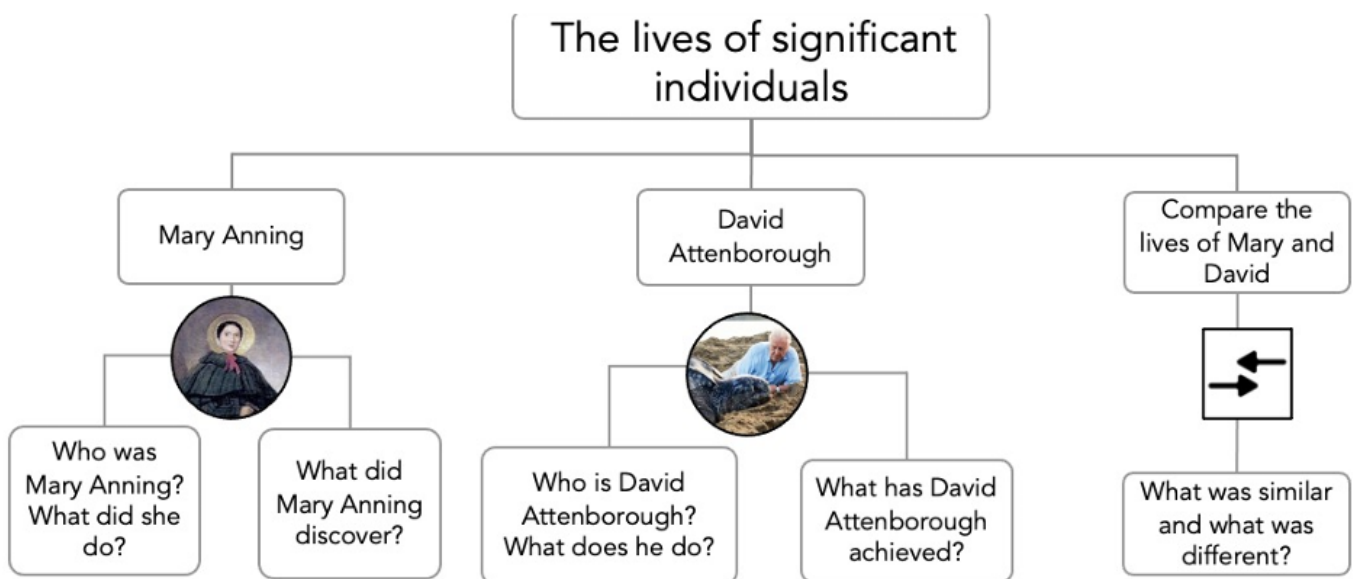 The lives of significant
individuals
Mary Anning
David
Attenborough
Compare the
lives of Mary and
David
Who was
Mary Anning?
What did she
do?
What did
Mary Anning
discover?
Who is David
Attenborough?
What does he do?
What has David
Attenborough
achieved?
What was similar
and what was
different?